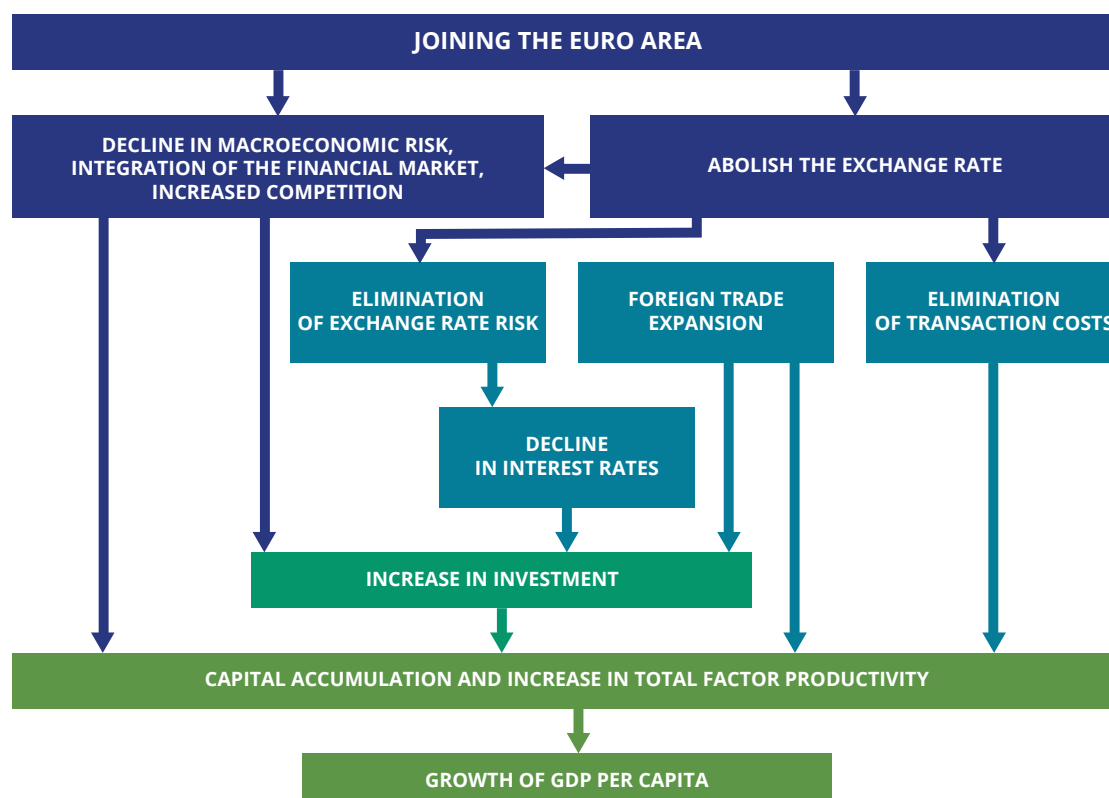 JOINING THE EURO AREA
DECLINE IN MACROECONOMIC RISK,
INTEGRATION OF THE FINANCIAL MARKET,
INCREASED COMPETITION
ABOLISH THE EXCHANGE RATE
ELIMINATION
OF EXCHANGE RATE RISK
FOREIGN TRADE
EXPANSION
ELIMINATION
OF TRANSACTION COSTS
DECLINE
IN INTEREST RATES
INCREASE IN INVESTMENT
CAPITAL ACCUMULATION AND INCREASE IN TOTAL FACTOR PRODUCTIVITY
GROWTH OF GDP PER CAPITA